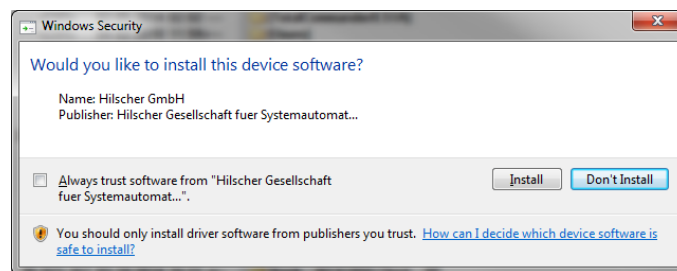 Windows Security
Would you like to install this device software?
Name: Hilscher GmbH
Publisher: Hilscher Gesellschaft fuer Systemautomat...
Always trust software from "Hilscher Gesellschaft
fuer Systemautomat...".
Install
Don't Install
You should only install driver software from publishers you trust. How can I decide which device software is
safe to install?